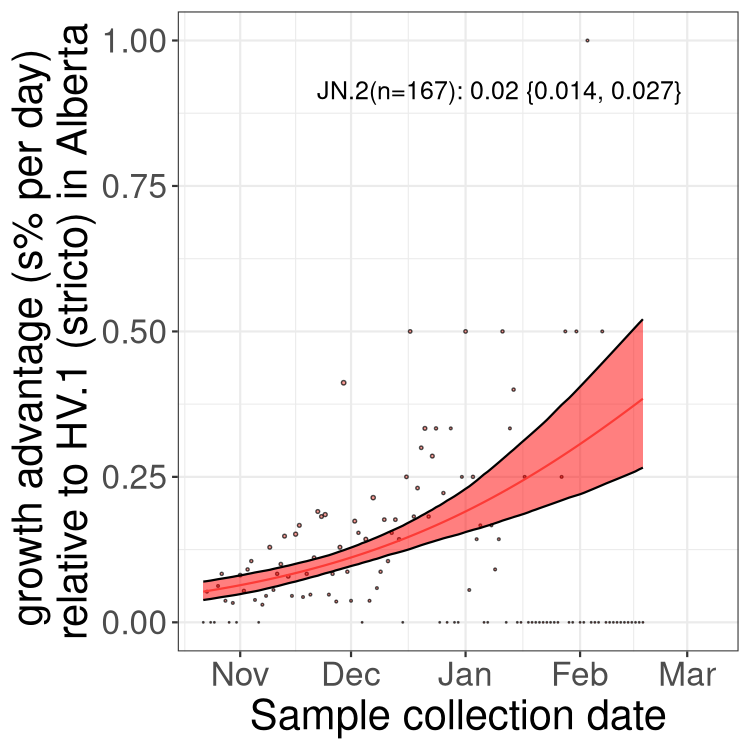 growth advantage (s% per day)
relative to HV.1 (stricto) in Alberta
1.00
0.75
0.50
0.25
0.00
JN.2(n=167): 0.02 {0.014, 0.027}
Nov Dec Jan Feb Mar
Sample collection date